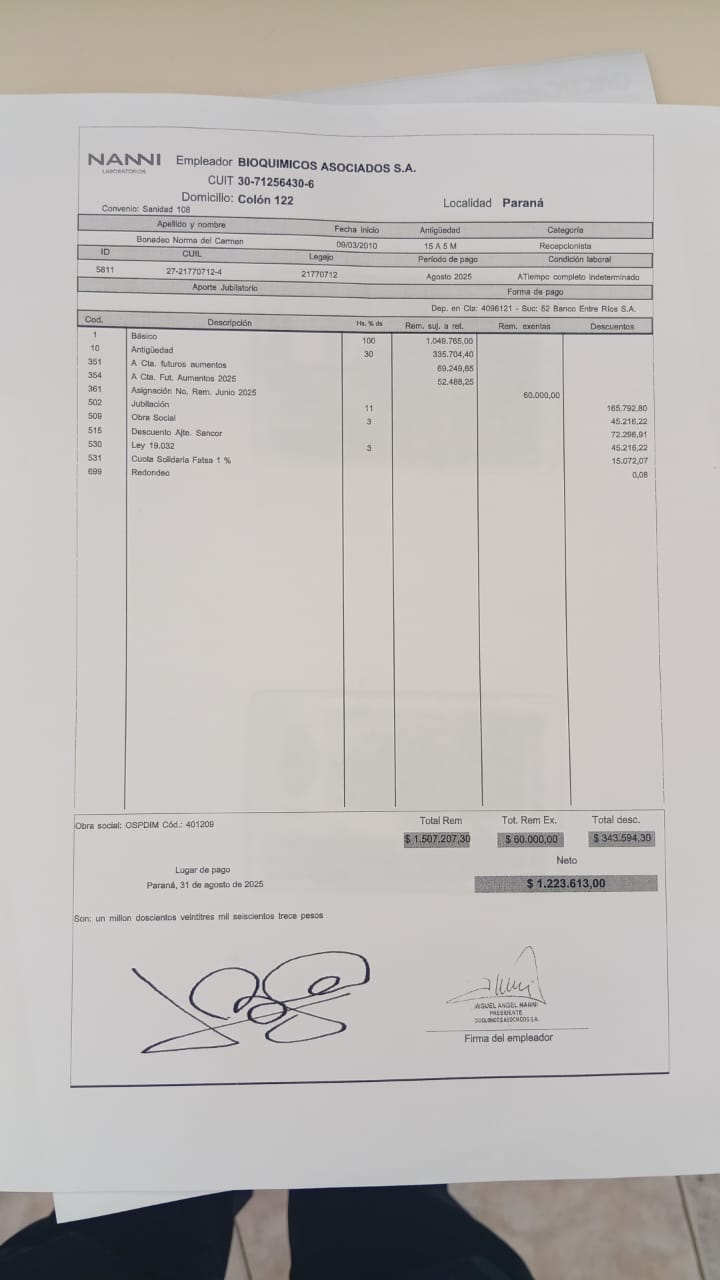 NANNI
LABORATORIOS
Empleador BIOQUIMICOS ASOCIADOS S.A.
CUIT 30-71256430-6
Domicilio: Colón 122
Localidad Paraná
Convenio: Sanidad 108
Apellido y nombre Fecha Inicio Antigüedad Categoría
Bonedeo Norma del Carmen 09/03/2010 15 A 5 M Recepcionista
ID CUIL Legajo Período de pago Condición laboral
5811 27-21770712-4 21770712 Agosto 2025 ATiempo completo Indeterminado
Aporte Jubilatorio Forma de pago
Dep. en Cta: 4096121 - Suc: 52 Banco Entre Ríos S.A.
Cod. Descripción Hs. % ds Rem. suj. a ret. Rem. exentas Descuentos
1 Básico 100 1.049.765,00
10 Antigüedad 30 335.704,40
351 A Cta. futuros aumentos 69.249,65
354 A Cta. Fut. Aumentos 2025 52.488,25
361 Asignación No. Rem. Junio 2025 60.000,00
502 Jubilación 11 165.792,80
509 Obra Social 3 45.216,22
515 Descuento Ajte. Sancor 72.296,91
530 Ley 19.032 3 45.216,22
531 Cuota Solidaria Fatsa 1 % 15.072,07
699 Redondeo 0,08
Obra social: OSPDIM Cód.: 401209
Total Rem Tot. Rem Ex. Total desc.
$ 1.507.207,30 $ 60.000,00 $ 343.594,30
Neto
Lugar de pago
Paraná, 31 de agosto de 2025
$ 1.223.613,00
Son: un millon doscientos veintitres mil seiscientos trece pesos
MIGUEL ANGEL NANNI
PRESIDENTE
BIOQUIMICOS ASOCIADOS S.A.
Firma del empleador